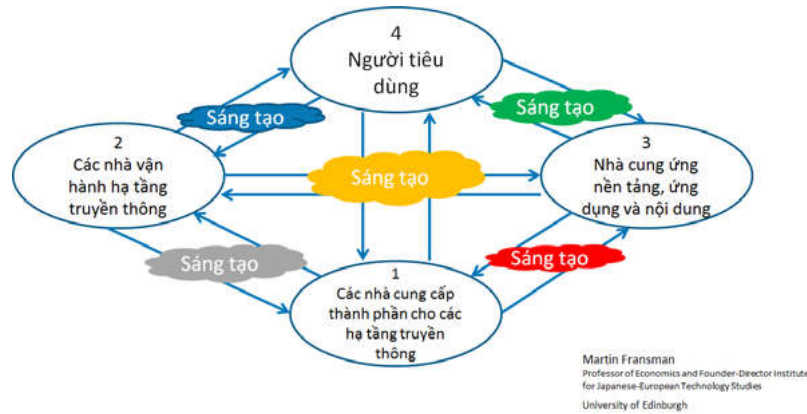 4
Người tiêu
dùng
Sáng tạo
Sáng tạo
2
Các nhà vận
hành hạ tầng
truyền thông
Sáng tạo
3
Nhà cung ứng
nền tảng, ứng
dụng và nội dung
Sáng tạo
Sáng tạo
1
Các nhà cung cấp
thành phần cho các
hạ tầng truyền
thông
Martin Fransman
Professor of Economics and Founder-Director Institute
for Japanese-European Technology Studies
University of Edinburgh